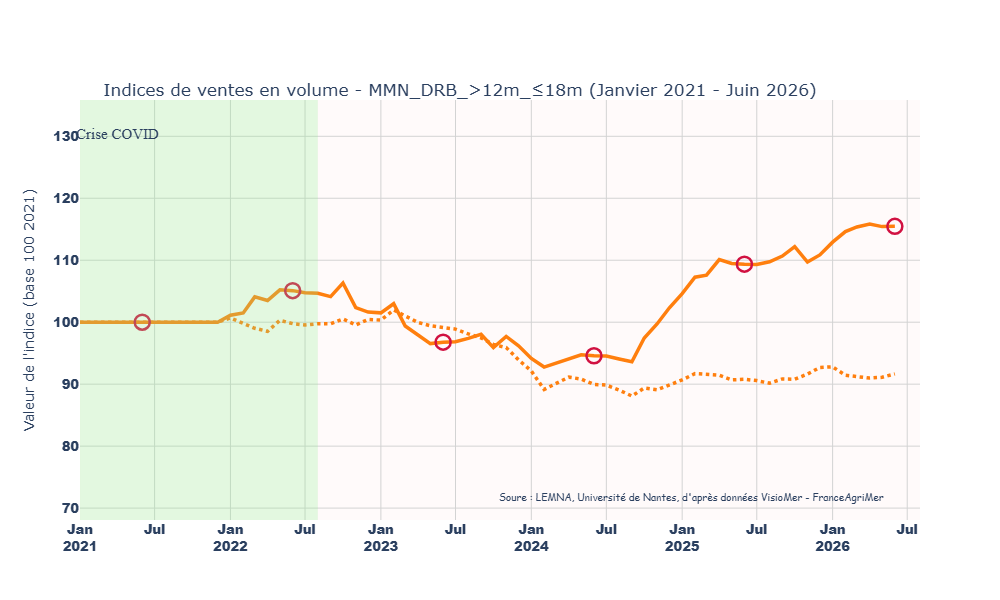 Indices de ventes en volume - MMN_DRB_>12m_≤18m (Janvier 2021 - Juin 2026)
Valeur de l'indice (base 100 2021)
130
120
110
100
90
80
70
Crise COVID
Soure : LEMNA, Université de Nantes, d'après données VisioMer - FranceAgriMer
Jan Jul Jan Jul Jan Jul Jan Jul Jan Jul Jan Jul
2021 2022 2023 2024 2025 2026